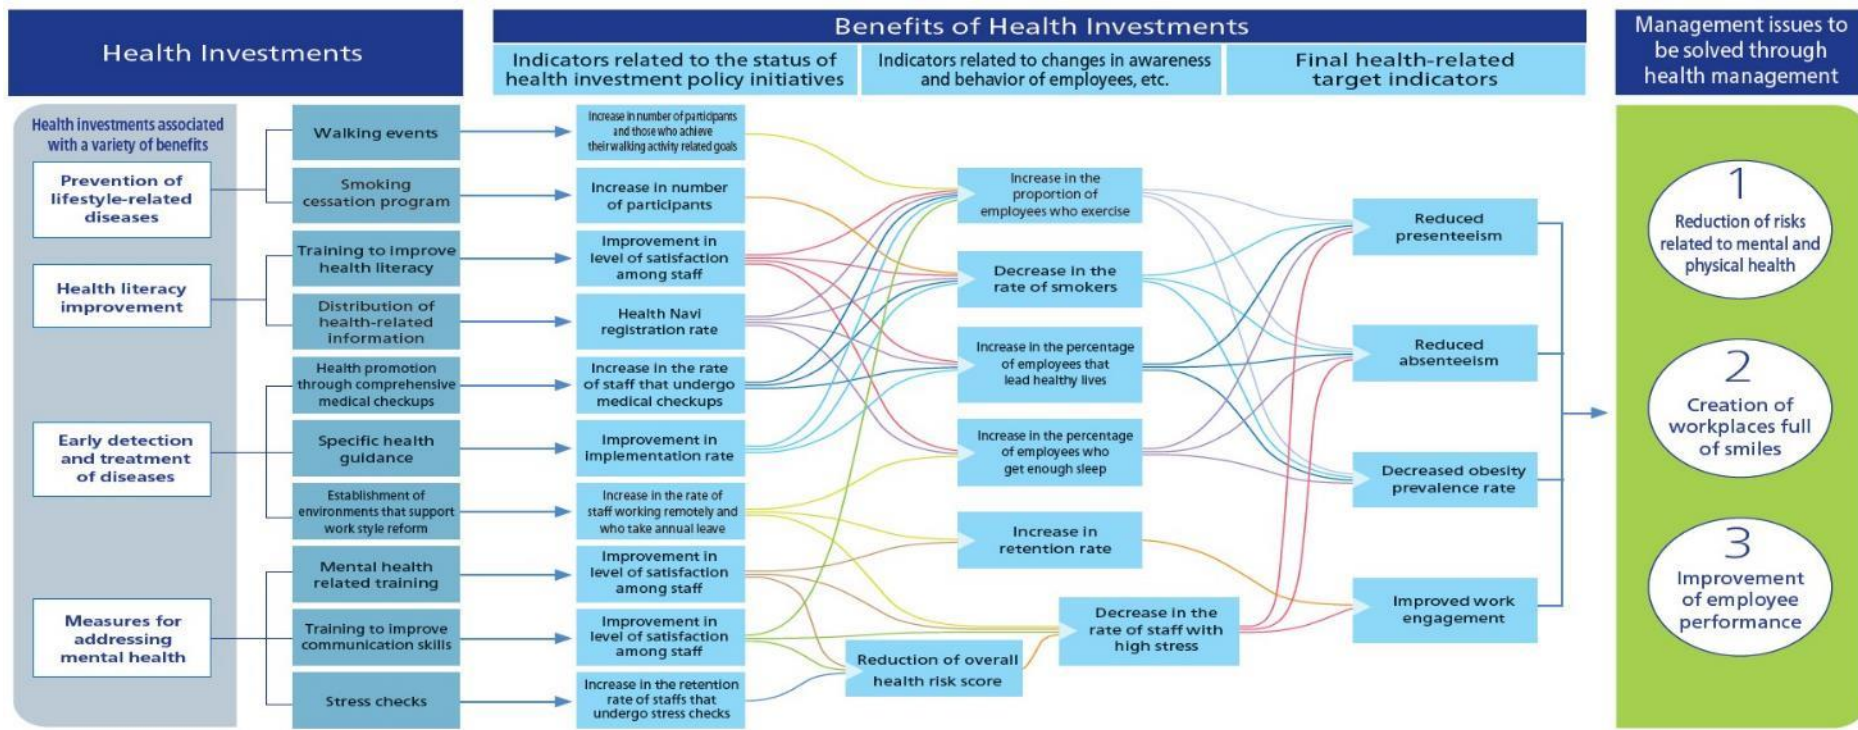 Health Investments
Benefits of Health Investments
Indicators related to the status of
health investment policy initiatives
Indicators related to changes in awareness
and behavior of employees, etc.
Final health-related
target indicators
Management issues to
be solved through
health management
Health investments associated
with a variety of benefits
Prevention of
lifestyle-related
diseases
Health literacy
improvement
Early detection
and treatment
of diseases
Measures for
addressing
mental health
Walking events
Smoking
cessation program
Training to improve
health literacy
Distribution of
health-related
information
Health promotion
through comprehensive
medical checkups
Specific health
guidance
Establishment of
environments that support
work style reform
Mental health
related training
Training to improve
communication skills
Stress checks
Increase in number of participants
and those who achieve
their walking activity related goals
Increase in number
of participants
Improvement in
level of satisfaction
among staff
Health Navi
registration rate
Increase in the rate
of staff that undergo
medical checkups
Improvement in
implementation rate
Increase in the rate of
staff working remotely and
who take annual leave
Improvement in
level of satisfaction
among staff
Improvement in
level of satisfaction
among staff
Increase in the retention
rate of staffs that
undergo stress checks
Increase in the
proportion of
employees who exercise
Decrease in the
rate of smokers
Increase in the percentage
of employees that
lead healthy lives
Increase in the percentage
of employees who
get enough sleep
Increase in
retention rate
Decrease in the
rate of staff with
high stress
Reduction of overall
health risk score
Reduced
presenteeism
Reduced
absenteeism
Decreased obesity
prevalence rate
Improved work
engagement
1
Reduction of risks
related to mental and
physical health
2
Creation of
workplaces full
of smiles
3
Improvement
of employee
performance